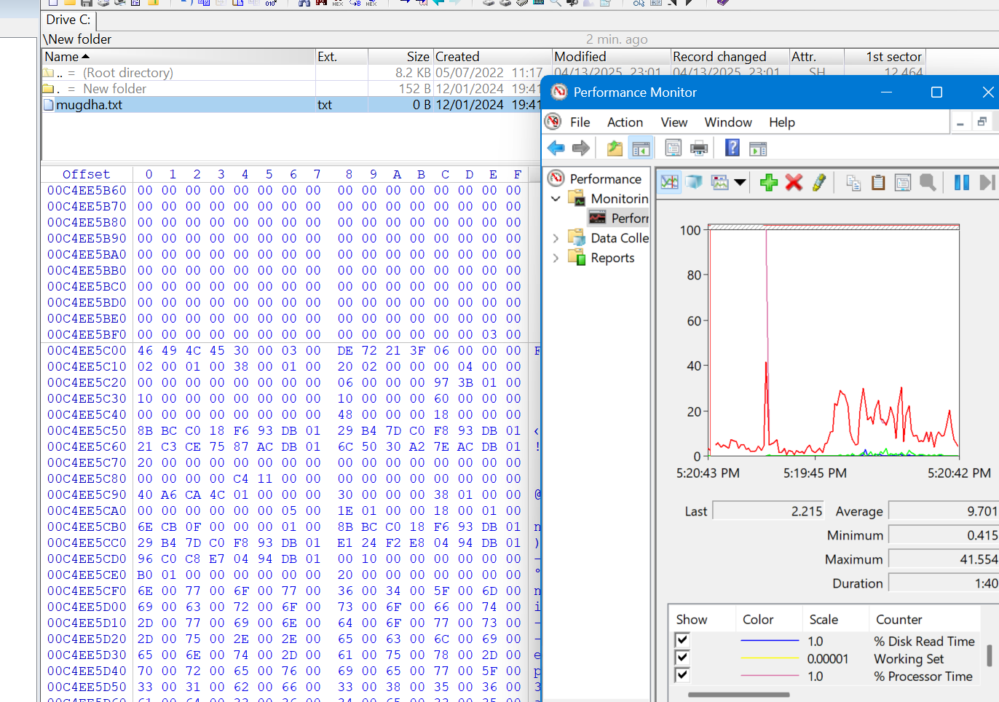 Drive C:
\New folder
2 min. ago
Name Ext. Size Created Modified Record changed Attr. 1st sector
.. = (Root directory) 8.2 KB 05/07/2022 11:17 04/13/2025 23:01 04/13/2025 23:01 SH 12,464
. = New folder 152 B 12/01/2024 19:41
mugdha.txt txt 0 B 12/01/2024 19:41
Offset 0 1 2 3 4 5 6 7 8 9 A B C D E F
00C4EE5B60 00 00 00 00 00 00 00 00 00 00 00 00 00 00 00 00
00C4EE5B70 00 00 00 00 00 00 00 00 00 00 00 00 00 00 00 00
00C4EE5B80 00 00 00 00 00 00 00 00 00 00 00 00 00 00 00 00
00C4EE5B90 00 00 00 00 00 00 00 00 00 00 00 00 00 00 00 00
00C4EE5BA0 00 00 00 00 00 00 00 00 00 00 00 00 00 00 00 00
00C4EE5BB0 00 00 00 00 00 00 00 00 00 00 00 00 00 00 00 00
00C4EE5BC0 00 00 00 00 00 00 00 00 00 00 00 00 00 00 00 00
00C4EE5BD0 00 00 00 00 00 00 00 00 00 00 00 00 00 00 00 00
00C4EE5BE0 00 00 00 00 00 00 00 00 00 00 00 00 00 00 00 00
00C4EE5BF0 00 00 00 00 00 00 00 00 00 00 00 00 00 00 03 00
00C4EE5C00 46 49 4C 45 30 00 03 00 DE 72 21 3F 06 00 00 00 F
00C4EE5C10 02 00 01 00 38 00 01 00 20 02 00 00 00 04 00 00
00C4EE5C20 00 00 00 00 00 00 00 00 06 00 00 00 97 3B 01 00
00C4EE5C30 10 00 00 00 00 00 00 00 10 00 00 00 60 00 00 00
00C4EE5C40 00 00 00 00 00 00 00 00 48 00 00 00 18 00 00 00
00C4EE5C50 8B BC C0 18 F6 93 DB 01 29 B4 7D C0 F8 93 DB 01 ‹
00C4EE5C60 21 C3 CE 75 87 AC DB 01 6C 50 30 A2 7E AC DB 01 !
00C4EE5C70 20 00 00 00 00 00 00 00 00 00 00 00 00 00 00 00
00C4EE5C80 00 00 00 00 C4 11 00 00 00 00 00 00 00 00 00 00
00C4EE5C90 40 A6 CA 4C 01 00 00 00 30 00 00 00 38 01 00 00 @
00C4EE5CA0 00 00 00 00 00 00 05 00 1E 01 00 00 18 00 01 00
00C4EE5CB0 6E CB 0F 00 00 00 01 00 8B BC C0 18 F6 93 DB 01 n
00C4EE5CC0 29 B4 7D C0 F8 93 DB 01 E1 24 F2 E8 04 94 DB 01 )
00C4EE5CD0 96 C0 C8 E7 04 94 DB 01 00 10 00 00 00 00 00 00 –
00C4EE5CE0 B0 01 00 00 00 00 00 00 20 00 00 00 00 00 00 00 °
00C4EE5CF0 6E 00 77 00 6F 00 77 00 36 00 34 00 5F 00 6D 00 n
00C4EE5D00 69 00 63 00 72 00 6F 00 73 00 6F 00 66 00 74 00 i
00C4EE5D10 2D 00 77 00 69 00 6E 00 64 00 6F 00 77 00 73 00 -
00C4EE5D20 2D 00 75 00 2E 00 2E 00 65 00 63 00 6C 00 69 00 -
00C4EE5D30 65 00 6E 00 74 00 2D 00 61 00 75 00 78 00 2D 00 e
00C4EE5D40 70 00 72 00 65 00 76 00 69 00 65 00 77 00 5F 00 p
00C4EE5D50 33 00 31 00 62 00 66 00 33 00 38 00 35 00 36 00 3
Performance Monitor
File Action View Window Help
Performance
Monitorin
Perfor
Data Colle
Reports
100
80
60
40
20
0
5:20:43 PM 5:19:45 PM 5:20:42 PM
Last 2.215 Average 9.701
Minimum 0.415
Maximum 41.554
Duration 1:40
Show Color Scale Counter
1.0 % Disk Read Time
0.00001 Working Set
1.0 % Processor Time